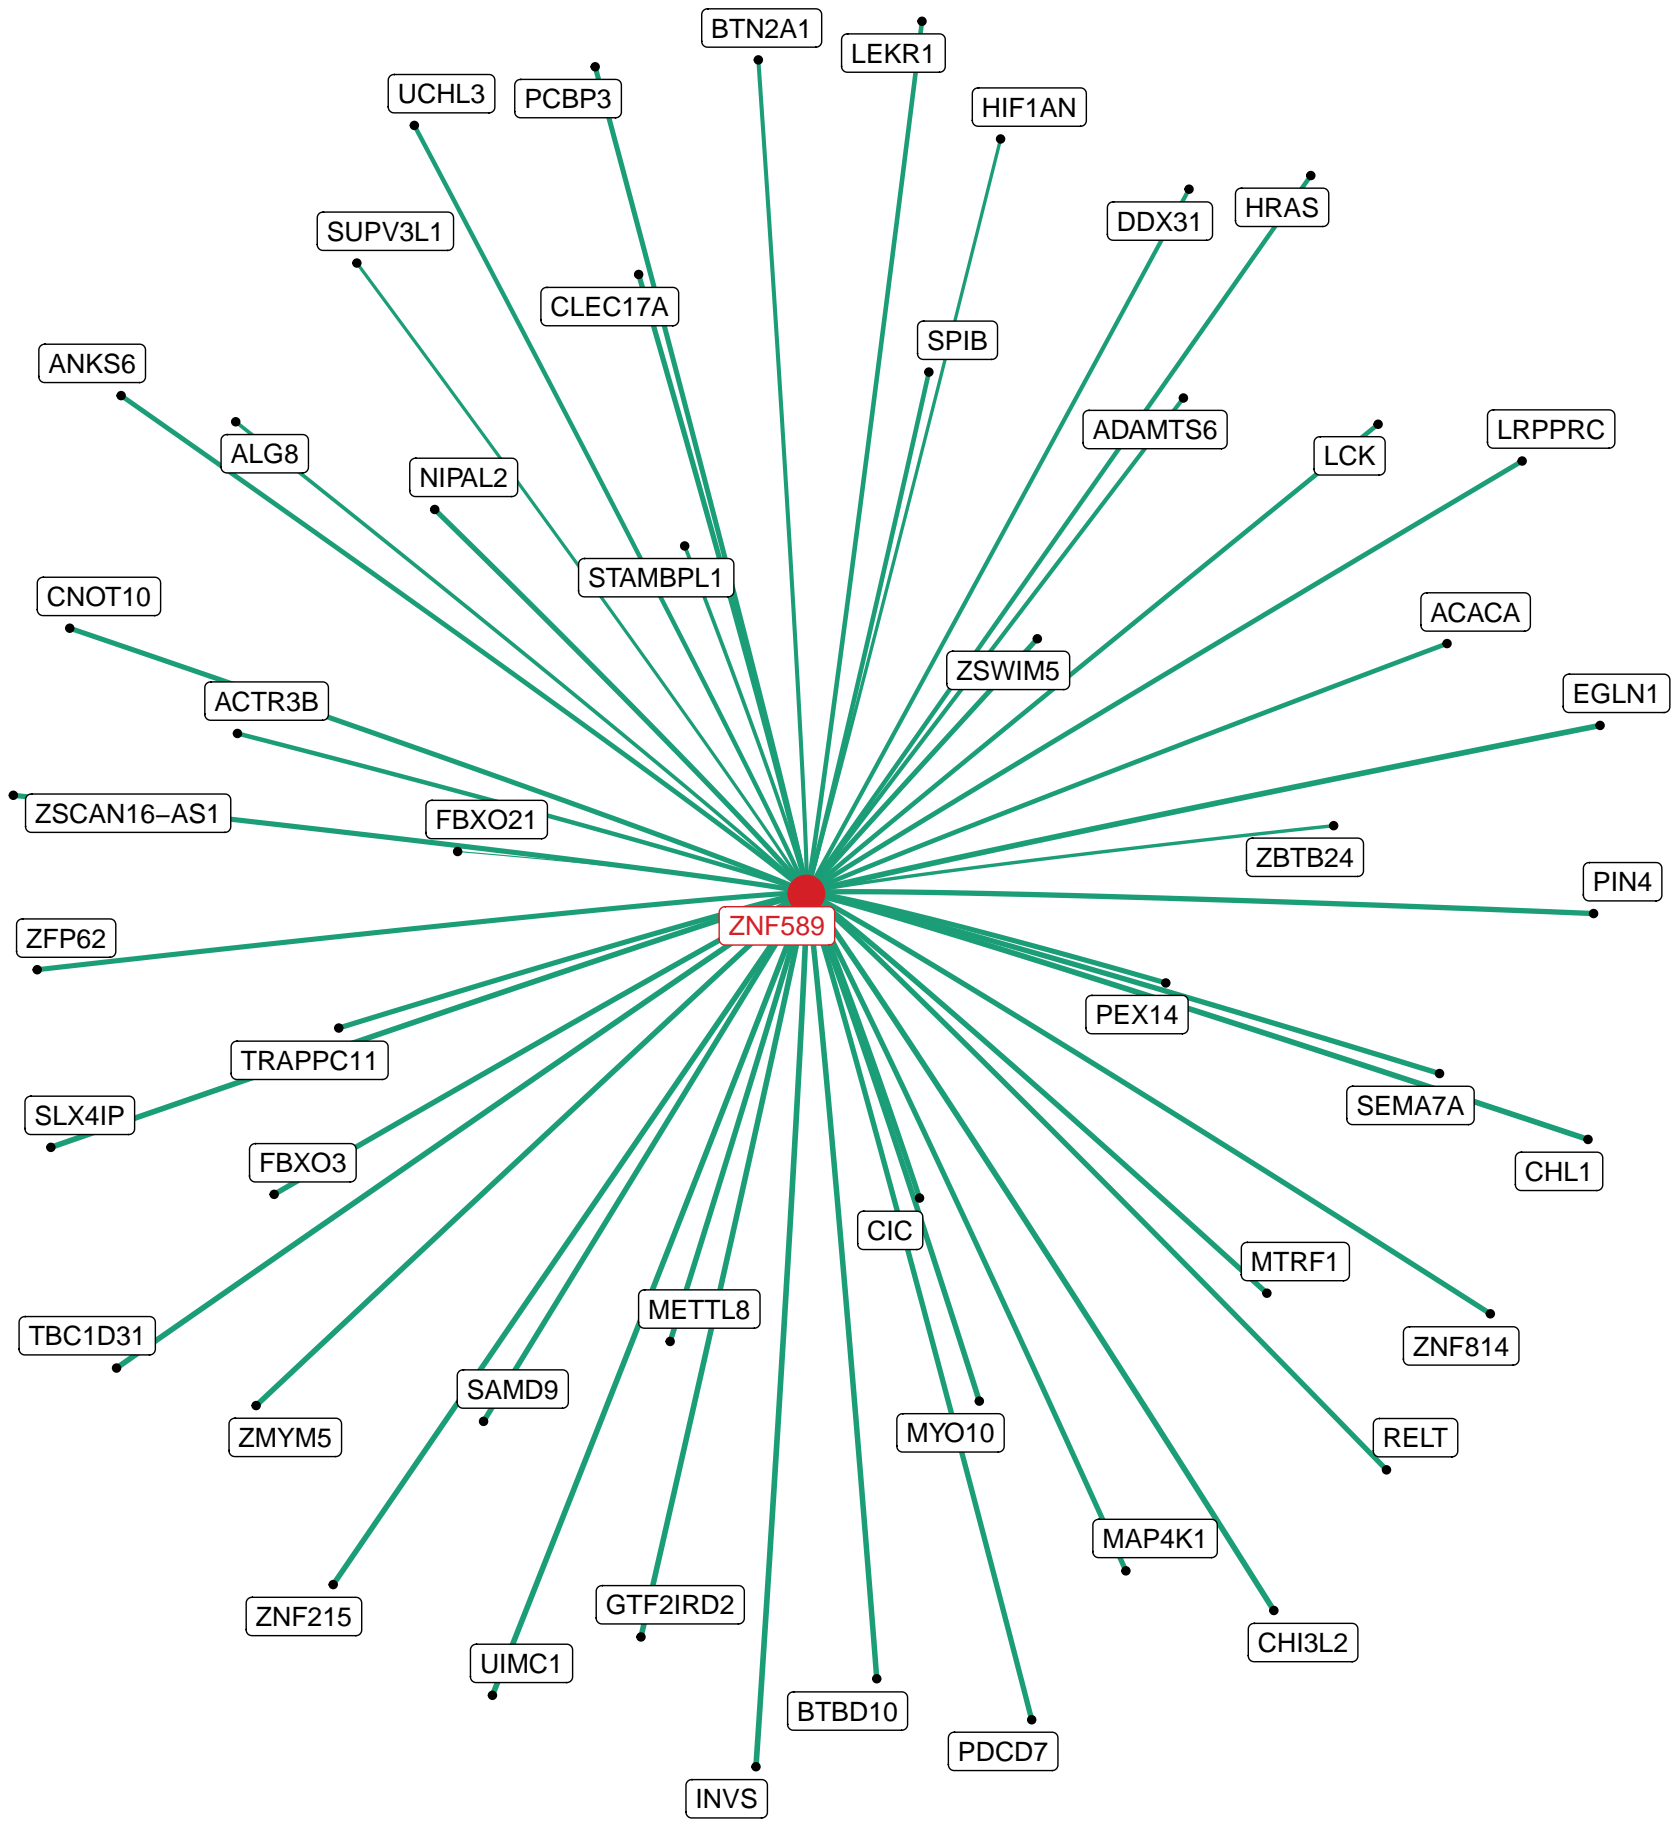 BTN2A1
LEKR1
UCHL3
PCBP3
HIF1AN
HRAS
DDX31
SUPV3L1
CLEC17A
SPIB
ANKS6
ADAMTS6
LRPPRC
ALG8
LCK
NIPAL2
STAMBPL1
CNOT10
ACACA
ZSWIM5
EGLN1
ACTR3B
ZSCAN16–AS1
FBXO21
ZBTB24
PIN4
ZNF589
ZFP62
PEX14
TRAPPC11
SEMA7A
SLX4IP
FBXO3
CHL1
CIC
MTRF1
METTL8
TBC1D31
ZNF814
SAMD9
MYO10
ZMYM5
RELT
MAP4K1
GTF2IRD2
ZNF215
CHI3L2
UIMC1
BTBD10
PDCD7
INVS